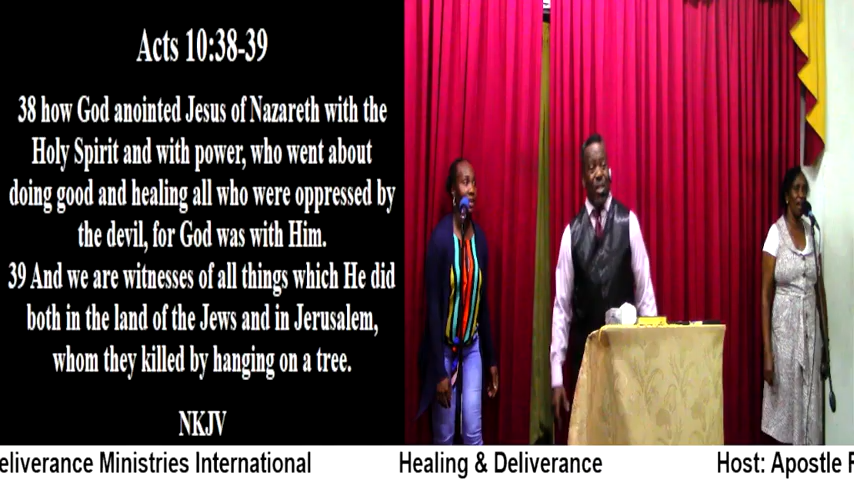 Acts 10:38-39
38 how God anointed Jesus of Nazareth with the
Holy Spirit and with power, who went about
doing good and healing all who were oppressed by
the devil, for God was with Him.
39 And we are witnesses of all things which He did
both in the land of the Jews and in Jerusalem,
whom they killed by hanging on a tree.
NKJV
eliverance Ministries International Healing & Deliverance Host: Apostle